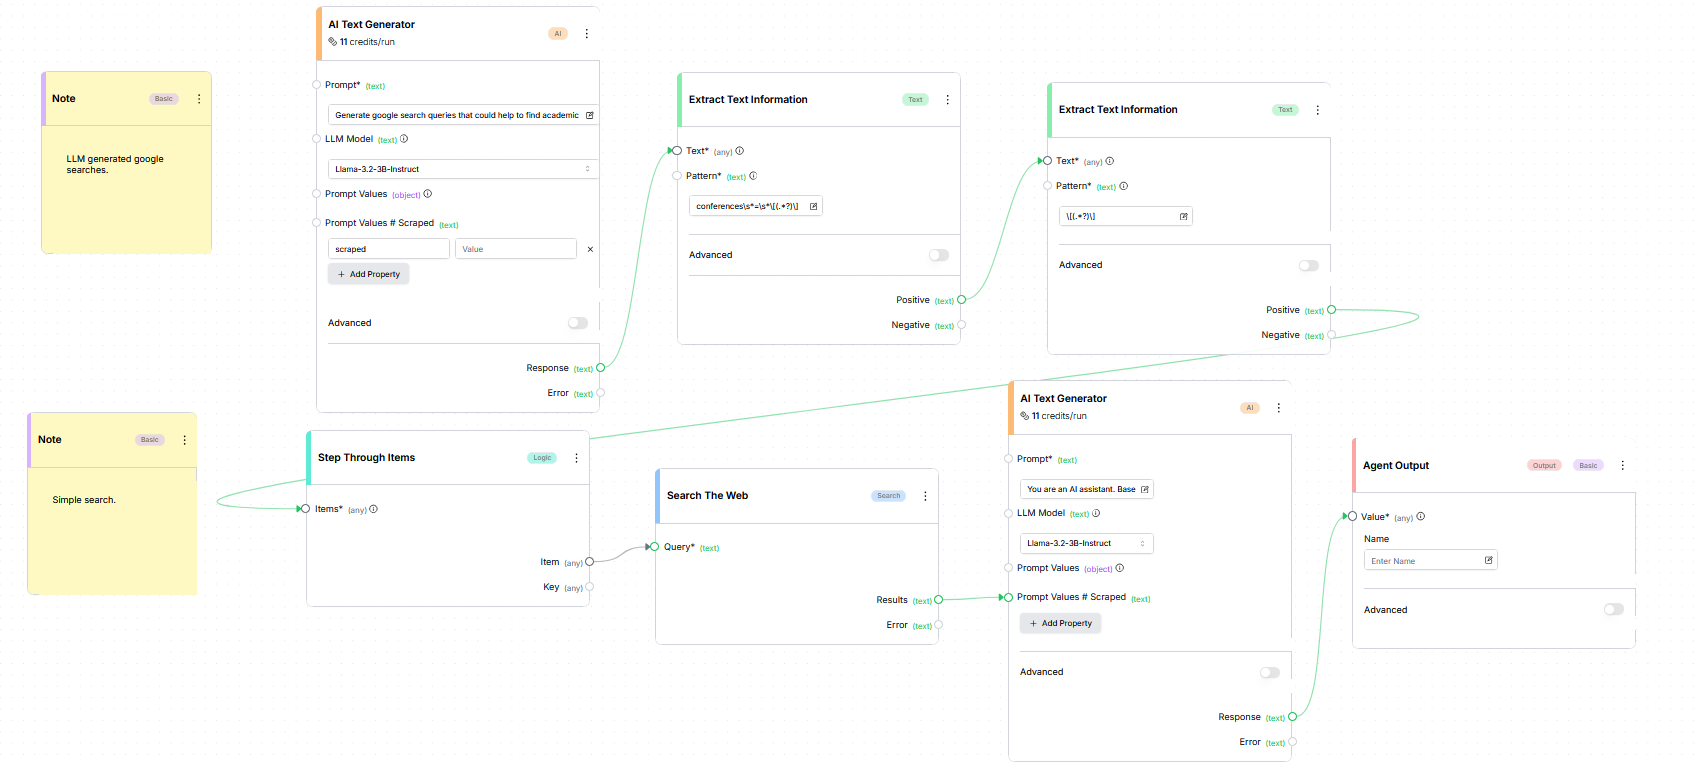 Note
Basic
LLM generated google
searches.
AI Text Generator
11 credits/run
AI
Prompt* (text)
Generate google search queries that could help to find academic
LLM Model (text)
Llama-3.2-3B-Instruct
Prompt Values (object)
Prompt Values # Scraped (text)
scraped
Value
Add Property
Advanced
Response (text)
Error (text)
Extract Text Information
Text
Text* (any)
Pattern* (text)
conferences\s*=\s*\[(.*?)\]
Advanced
Positive (text)
Negative (text)
Extract Text Information
Text
Text* (any)
Pattern* (text)
\[(.*?)\]
Advanced
Positive (text)
Negative (text)
Note
Basic
Simple search.
Step Through Items
Logic
Items* (any)
Item (any)
Key (any)
Search The Web
Search
Query* (text)
Results (text)
Error (text)
AI Text Generator
11 credits/run
AI
Prompt* (text)
You are an AI assistant. Base
LLM Model (text)
Llama-3.2-3B-Instruct
Prompt Values (object)
Prompt Values # Scraped (text)
Add Property
Advanced
Response (text)
Error (text)
Agent Output
Output
Basic
Value* (any)
Name
Enter Name
Advanced